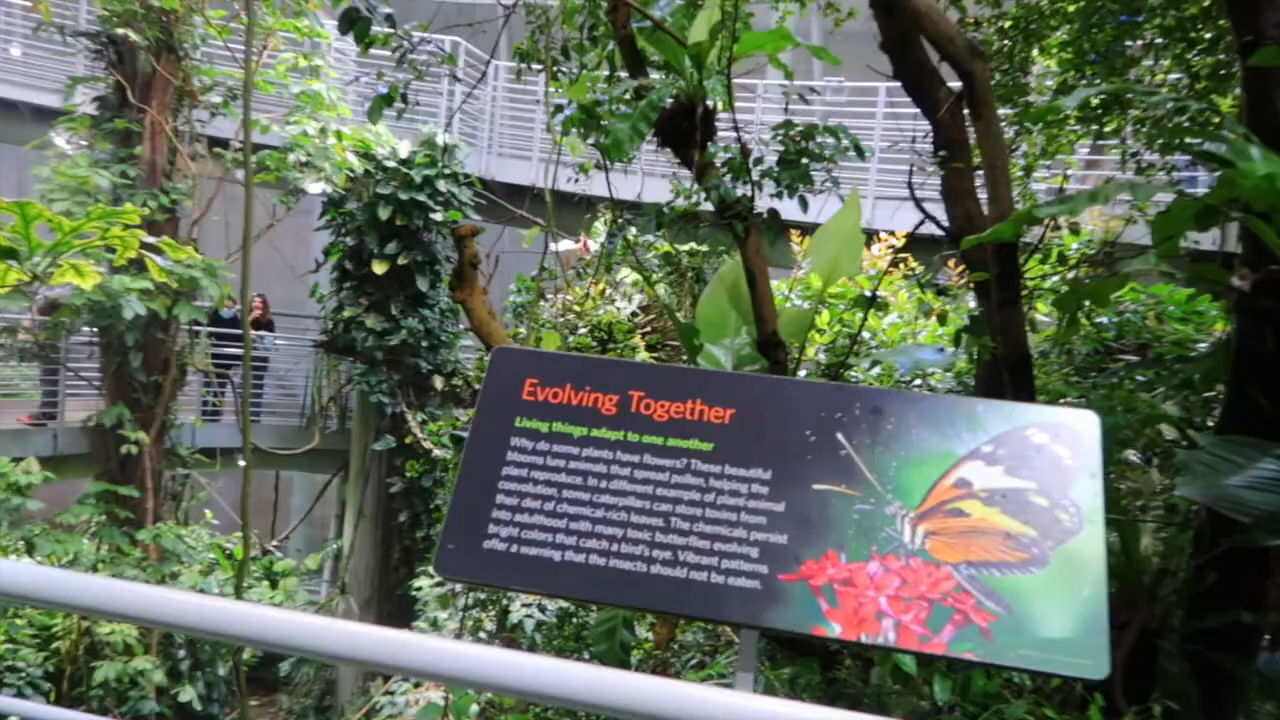 Evolving Together
Living things adapt to one another
Why do some plants have flowers? These beautiful
blooms lure animals that spread pollen, helping the
plant reproduce. In a different example of plant-animal
coevolution, some caterpillars can store toxins from
their diet of chemical-rich leaves. The chemicals persist
into adulthood with many toxic butterflies evolving
bright colors that catch a bird's eye. Vibrant patterns
offer a warning that the insects should not be eaten.